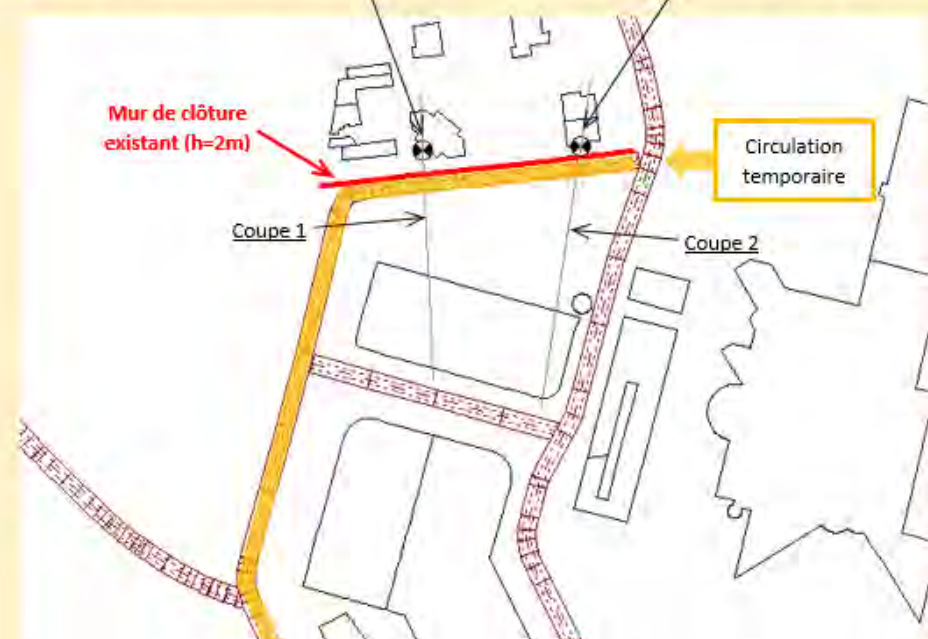 Mur de clôture
existant (h=2m)
Circulation
temporaire
Coupe 1
Coupe 2